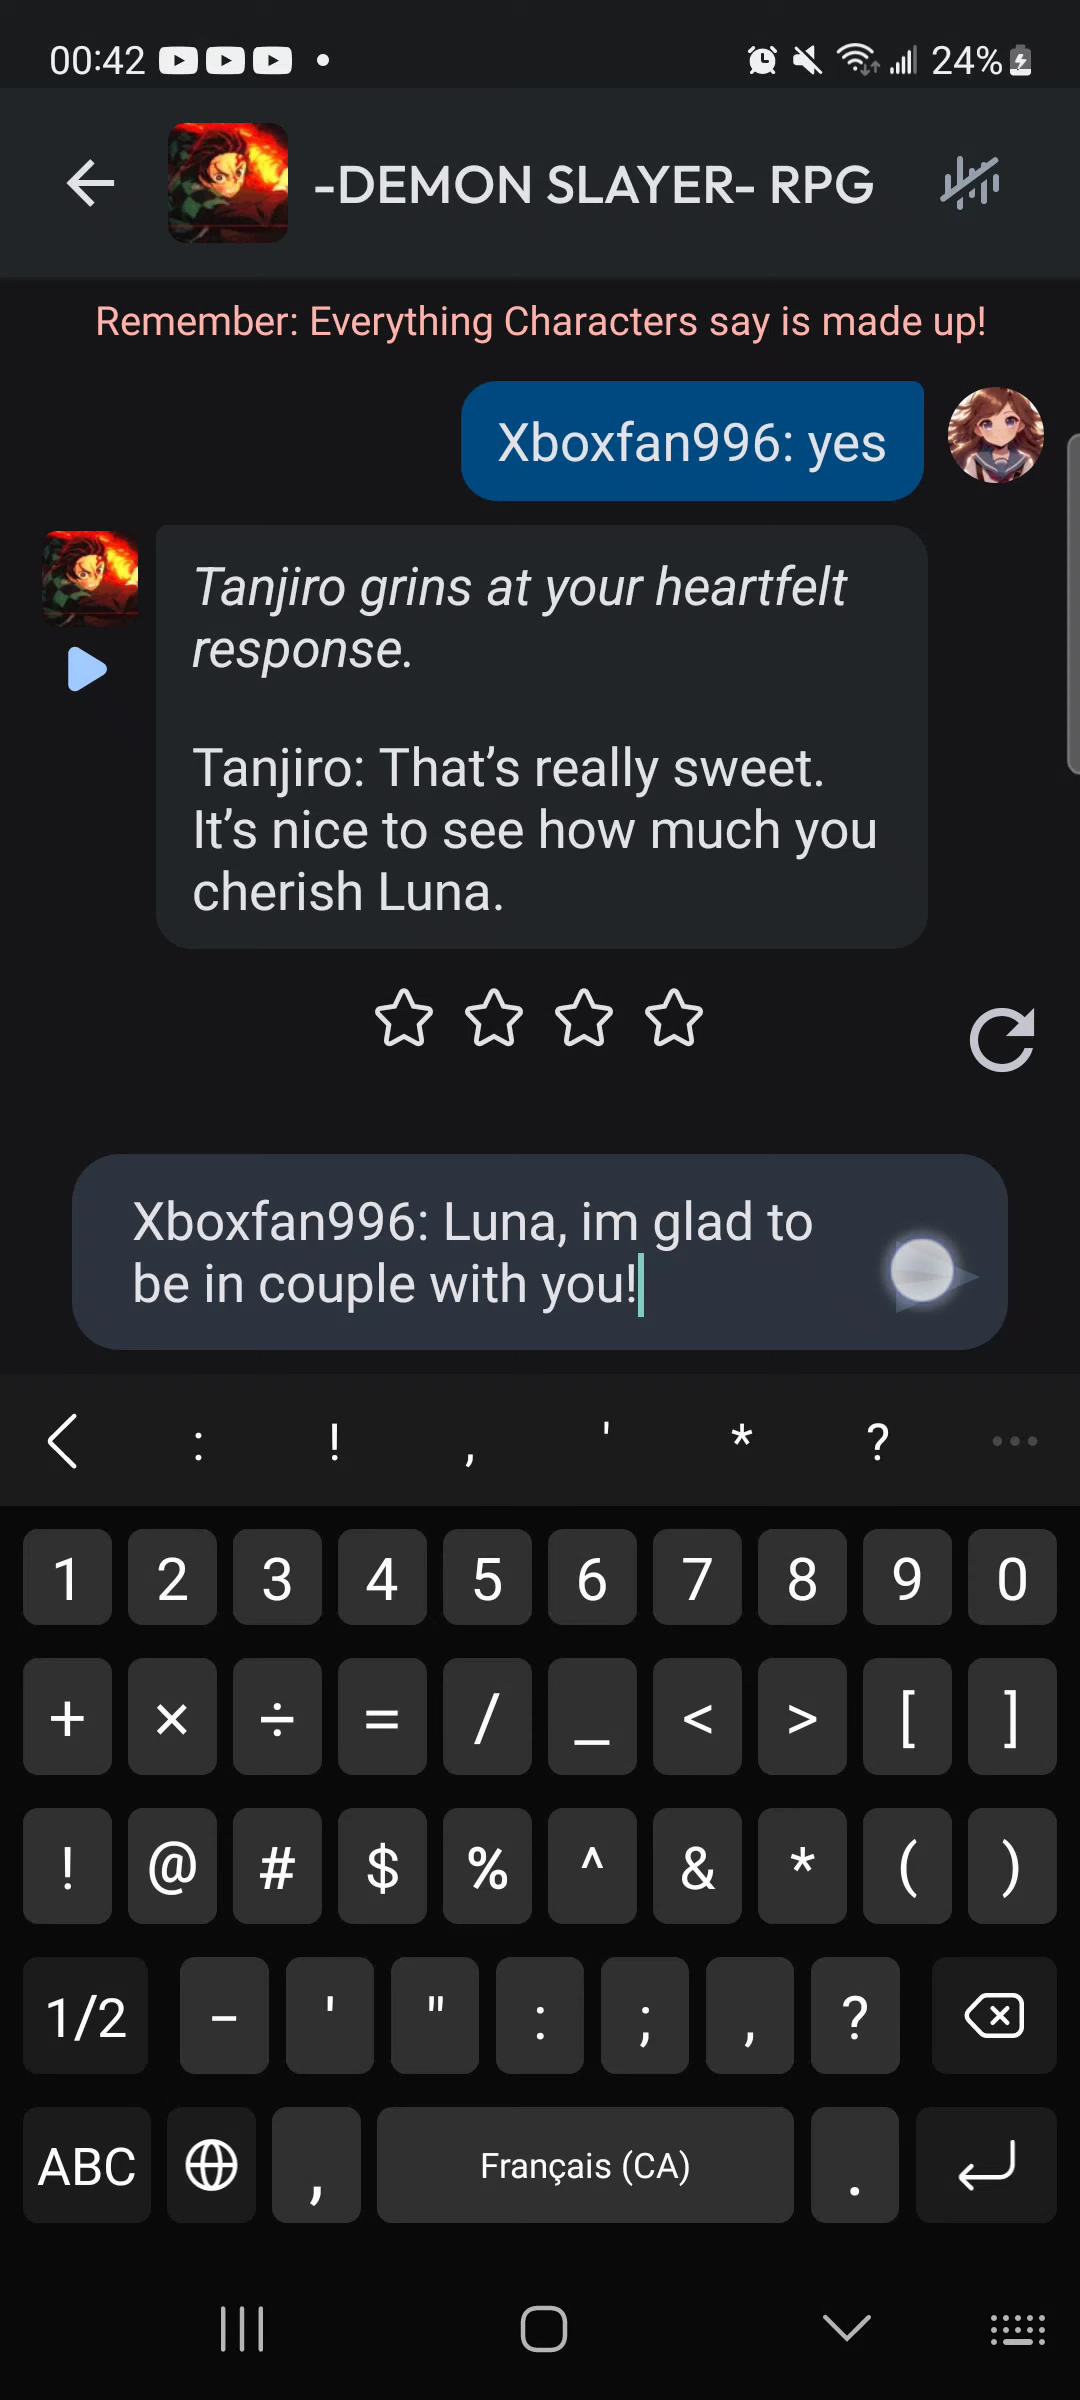 00:42 24%
-DEMON SLAYER- RPG
Remember: Everything Characters say is made up!
Xboxfan996: yes
Tanjiro grins at your heartfelt
response.
Tanjiro: That’s really sweet.
It’s nice to see how much you
cherish Luna.
Xboxfan996: Luna, im glad to
be in couple with you!
: ! , ' * ? ...
1 2 3 4 5 6 7 8 9 0
+ × ÷ = / _ < > [ ]
! @ # $ % ^ & * ( )
1/2 - ' " : ; , ?
ABC , Français (CA) .